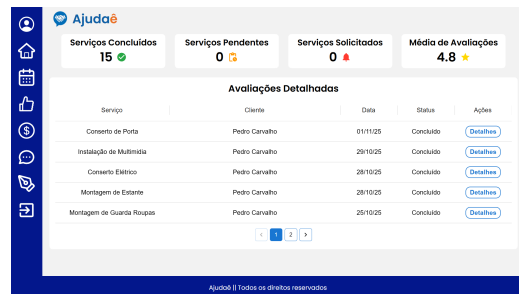 Ajudaê
Serviços Concluídos
15
Serviços Pendentes
0
Serviços Solicitados
0
Média de Avaliações
4.8
Avaliações Detalhadas
Serviço Cliente Data Status Ações
Conserto de Porta Pedro Carvalho 01/11/25 Concluído Detalhes
Instalação de Multimídia Pedro Carvalho 29/10/25 Concluído Detalhes
Conserto Elétrico Pedro Carvalho 28/10/25 Concluído Detalhes
Montagem de Estante Pedro Carvalho 28/10/25 Concluído Detalhes
Montagem de Guarda Roupas Pedro Carvalho 25/10/25 Concluído Detalhes
‹ 1 2 ›
Ajudaê || Todos os direitos reservados